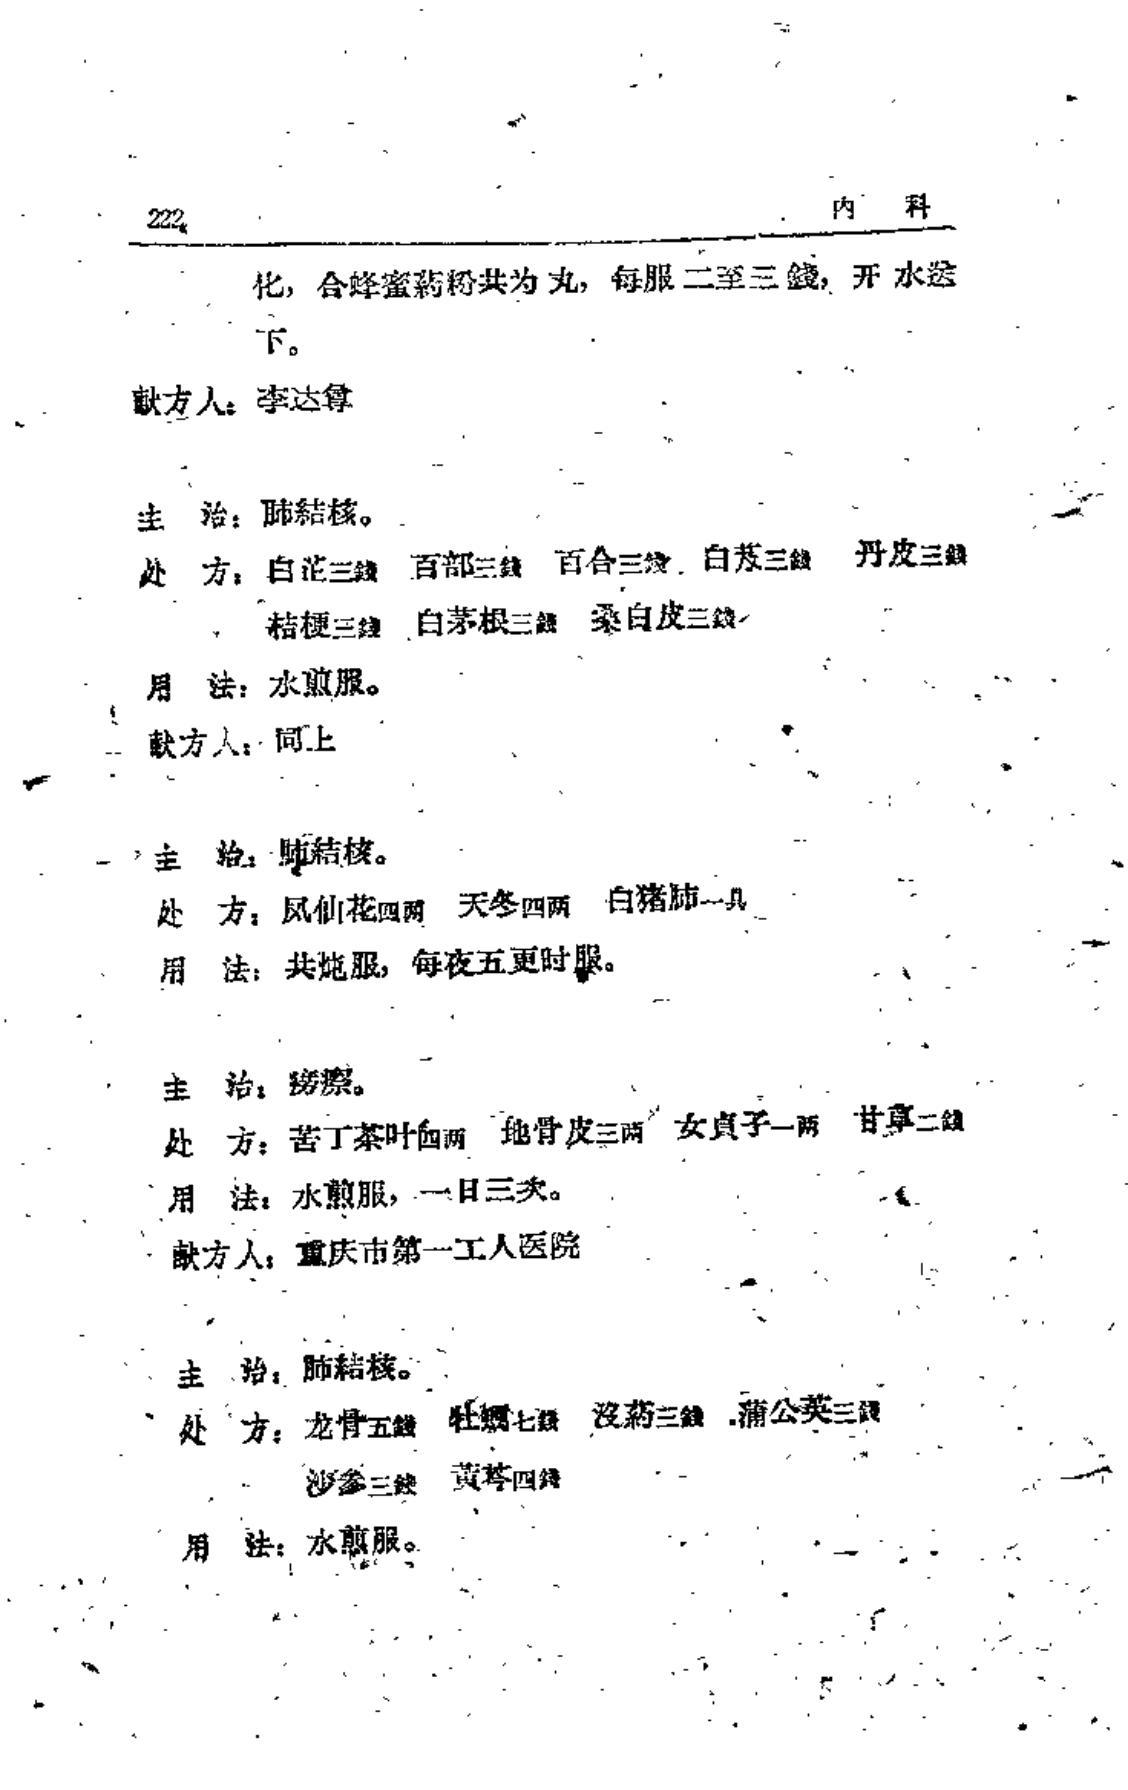 222
内 科
化，合蜂蜜葯粉共为丸，每服二至三錢，开水送
下。
献方人：李达尊
主 治：肺結核。
处 方：白芷三錢 百部三錢 百合三錢 白芨三錢 丹皮三錢
桔梗三錢 白茅根三錢 桑白皮三錢
用 法：水煎服。
献方人：同上
主 治：肺結核。
处 方：凤仙花四两 天冬四两 白猪肺一具
用 法：共炖服，每夜五更时服。
主 治：痨瘵。
处 方：苦丁茶叶四两 地骨皮三两 女貞子一两 甘草二錢
用 法：水煎服，一日三次。
献方人：重庆市第一工人医院
主 治：肺結核。
处 方：龙骨五錢 牡蠣七錢 沒葯三錢 蒲公英三錢
沙参三錢 黃芩四錢
用 法：水煎服。